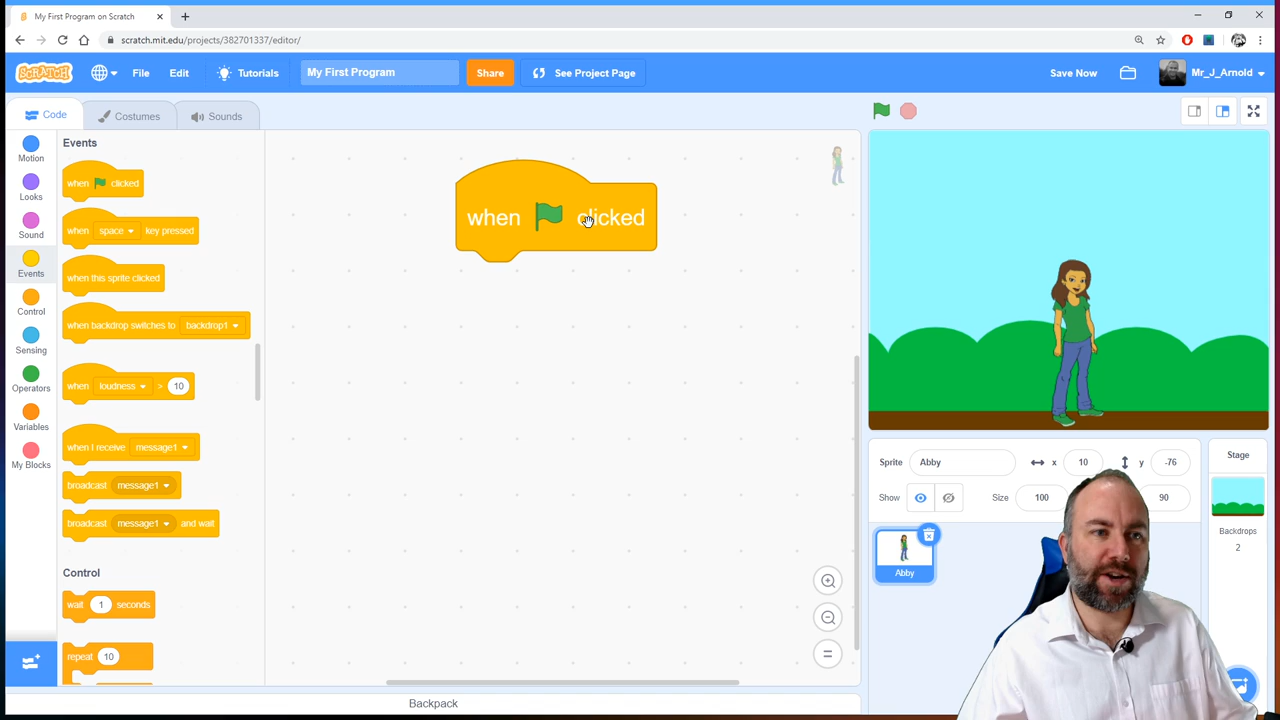 My First Program on Scratch
scratch.mit.edu/projects/382701337/editor/
SCRATCH
File
Edit
Tutorials
My First Program
Share
See Project Page
Save Now
Mr_J_Arnold
Code
Costumes
Sounds
Motion
Looks
Sound
Events
Control
Sensing
Operators
Variables
My Blocks
Events
when clicked
when space key pressed
when this sprite clicked
when backdrop switches to backdrop1
when loudness > 10
when I receive message1
broadcast message1
broadcast message1 and wait
Control
wait 1 seconds
repeat 10
when clicked
Backpack
Sprite Abby x 10 y -76
Show Size 100 90
Abby
Stage
Backdrops
2